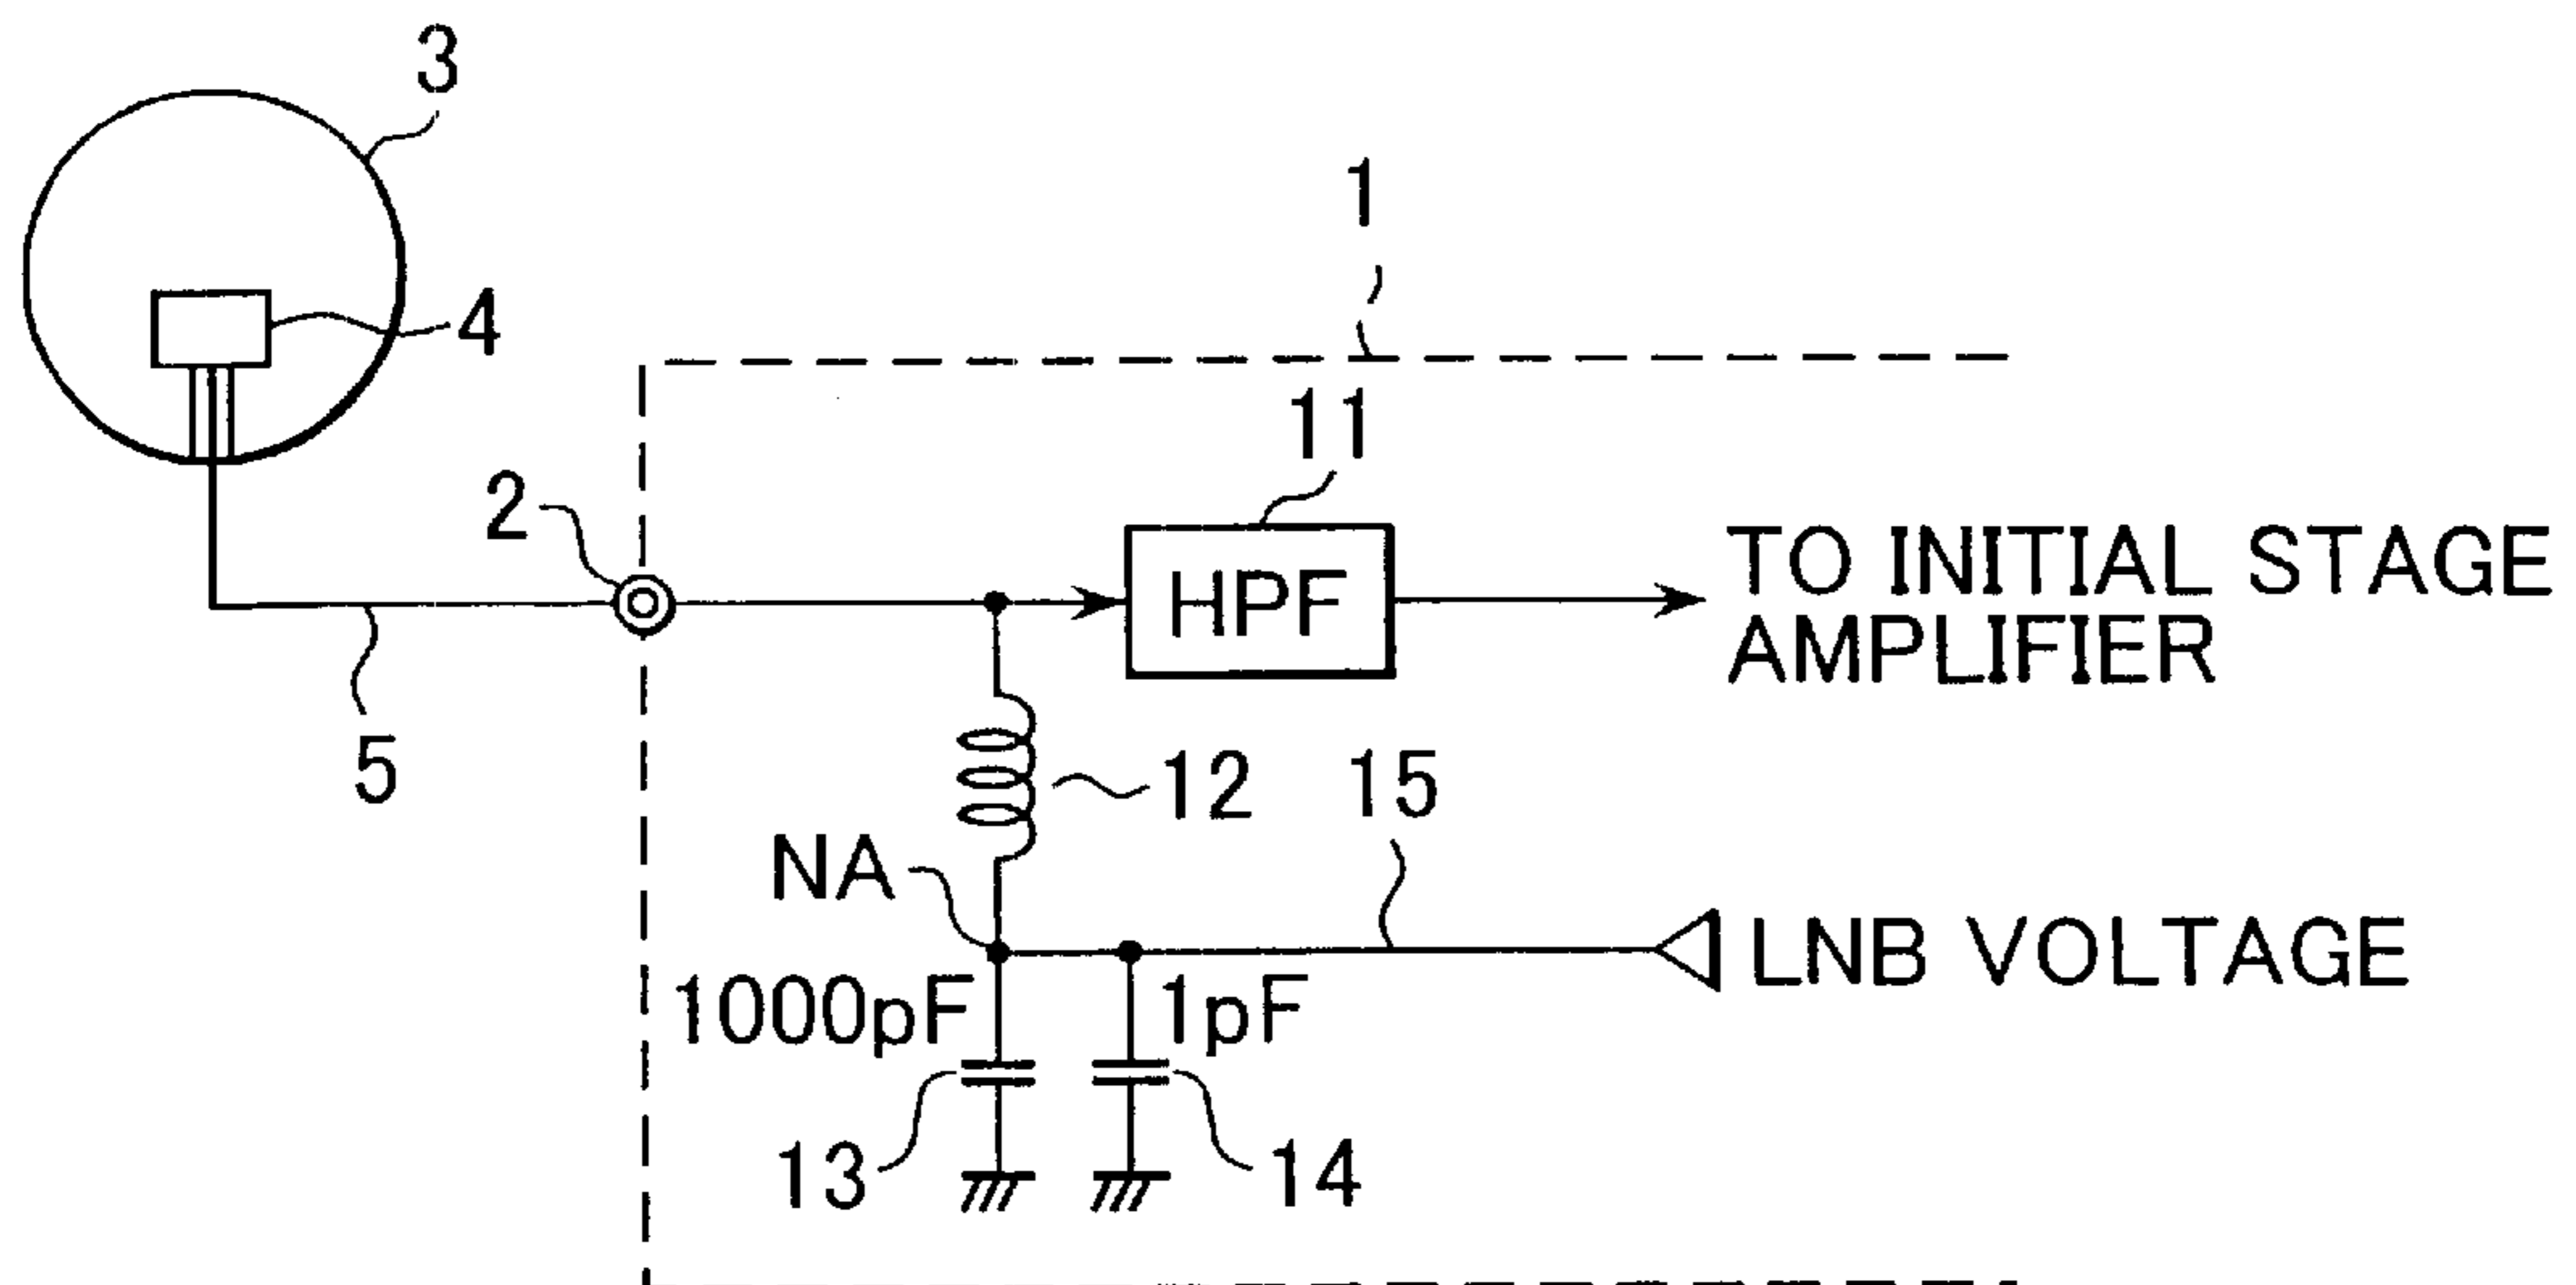 3
1
4
11
2
HPF
TO INITIAL STAGE
AMPLIFIER
5
12
15
NA
LNB VOLTAGE
1000pF
1pF
13
14